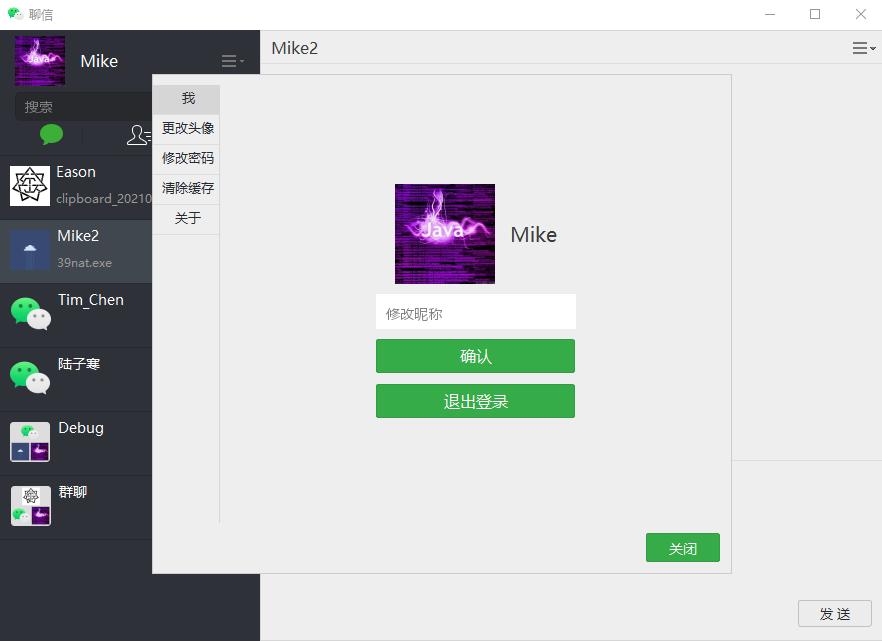 聊信
Mike
搜索
Eason
clipboard_20210
Mike2
39nat.exe
Tim_Chen
陆子寒
Debug
群聊
Mike2
我
更改头像
修改密码
清除缓存
关于
Java
Java
Mike
修改昵称
确认
退出登录
关闭
发 送